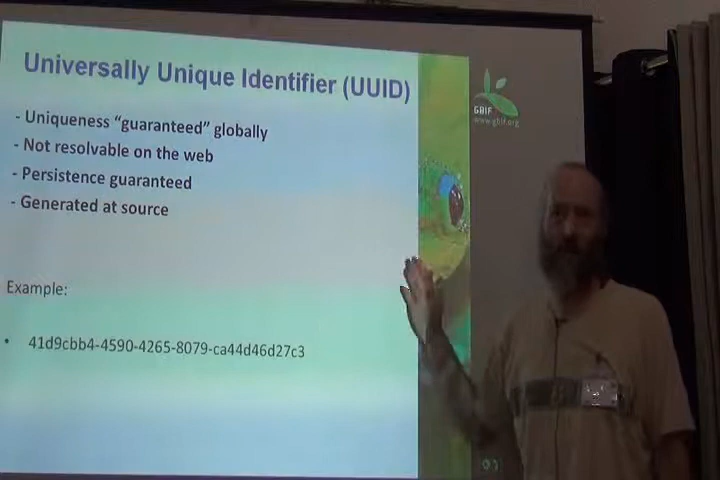 Universally Unique Identifier (UUID)
- Uniqueness “guaranteed” globally
- Not resolvable on the web
- Persistence guaranteed
- Generated at source
Example:
• 41d9cbb4-4590-4265-8079-ca44d46d27c3
GBIF
www.gbif.org